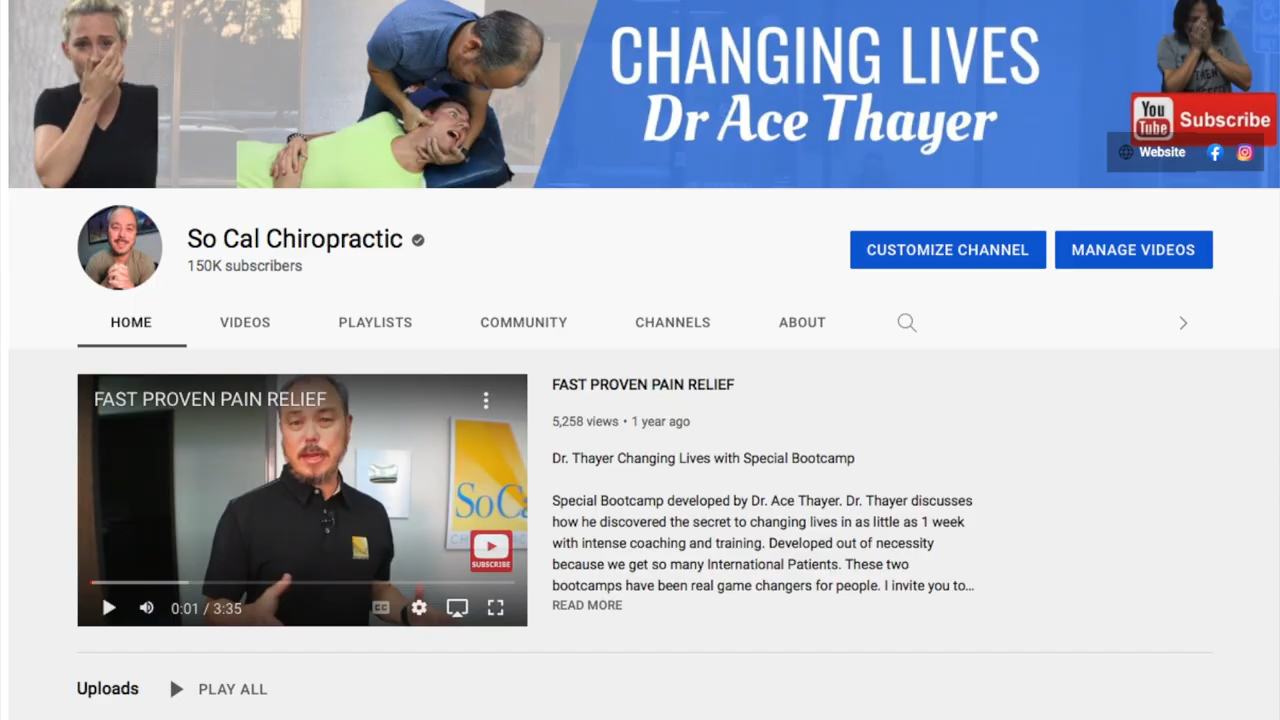 CHANGING LIVES
Dr Ace Thayer
You
Tube
Subscribe
Website
So Cal Chiropractic
150K subscribers
CUSTOMIZE CHANNEL
MANAGE VIDEOS
HOME
VIDEOS
PLAYLISTS
COMMUNITY
CHANNELS
ABOUT
FAST PROVEN PAIN RELIEF
SoCa
SUBSCRIBE
0:01 / 3:35
CC
FAST PROVEN PAIN RELIEF
5,258 views • 1 year ago
Dr. Thayer Changing Lives with Special Bootcamp
Special Bootcamp developed by Dr. Ace Thayer. Dr. Thayer discusses
how he discovered the secret to changing lives in as little as 1 week
with intense coaching and training. Developed out of necessity
because we get so many International Patients. These two
bootcamps have been real game changers for people. I invite you to...
READ MORE
Uploads
PLAY ALL